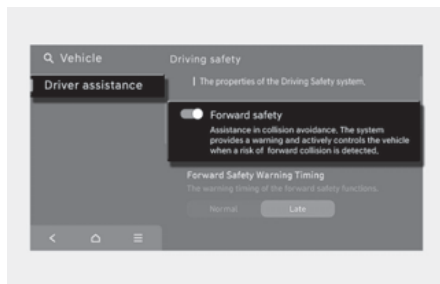 Vehicle
Driving safety
Driver assistance
The properties of the Driving Safety system.
Forward safety
Assistance in collision avoidance. The system
provides a warning and actively controls the vehicle
when a risk of forward collision is detected.
Forward Safety Warning Timing
The warning timing of the forward safety functions.
Normal
Late